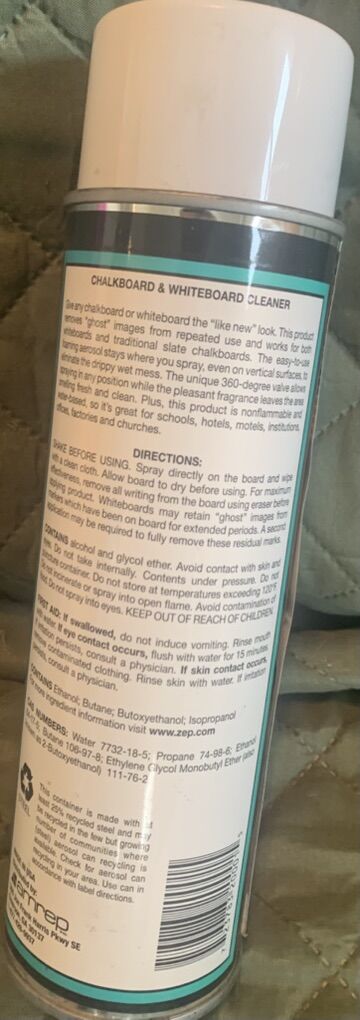 CHALKBOARD & WHITEBOARD CLEANER
Give any chalkboard or whiteboard the "like new" look. This product
removes "ghost" images from repeated use and works for both
whiteboards and traditional slate chalkboards. The easy-to-use
foaming aerosol stays where you spray, even on vertical surfaces, to
eliminate the drippy wet mess. The unique 360-degree valve allows
spraying in any position while the pleasant fragrance leaves the area
smelling fresh and clean. Plus, this product is nonflammable and
water-based, so it's great for schools, hotels, motels, institutions,
offices, factories and churches.
DIRECTIONS:
SHAKE BEFORE USING. Spray directly on the board and wipe
with a clean cloth. Allow board to dry before using. For maximum
effectiveness, remove all writing from the board using eraser before
applying product. Whiteboards may retain "ghost" images from
markers which have been on board for extended periods. A second
application may be required to fully remove these residual marks.
CONTAINS alcohol and glycol ether. Avoid contact with skin and
Do not take internally. Contents under pressure. Do not
puncture container. Do not store at temperatures exceeding 120°F.
Do not incinerate or spray into open flame. Avoid contamination of
Do not spray into eyes. KEEP OUT OF REACH OF CHILDREN.
FIRST AID: If swallowed, do not induce vomiting. Rinse mouth
water. If eye contact occurs, flush with water for 15 minutes.
irritation persists, consult a physician. If skin contact occurs,
remove contaminated clothing. Rinse skin with water. If irritation
persists, consult a physician.
CONTAINS Ethanol; Butane; Butoxyethanol; Isopropanol
For more ingredient information visit www.zep.com
CAS NUMBERS: Water 7732-18-5; Propane 74-98-6; Ethanol
Butane 106-97-8; Ethylene Glycol Monobutyl Ether (also
2-Butoxyethanol) 111-76-2
STEEL
This container is made with at
least 25% recycled steel and may
be recycled in the few but growing
number of communities where
(steel) aerosol can recycling is
available. Check for aerosol can
recycling in your area. Use can in
accordance with label directions.
USA
by:
amrep
Harris Pkwy SE
30137